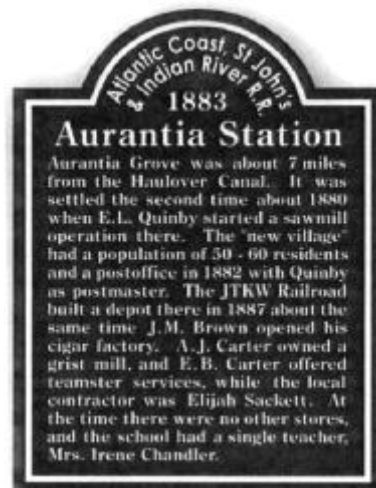 Atlantic Coast, St John's
& Indian River R.R.
1883
Aurantia Station
Aurantia Grove was about 7 miles
from the Haulover Canal. It was
settled the second time about 1880
when E.L. Quinby started a sawmill
operation there. The "new village"
had a population of 50 - 60 residents
and a postoffice in 1882 with Quinby
as postmaster. The JTKW Railroad
built a depot there in 1887 about the
same time J.M. Brown opened his
cigar factory. A.J. Carter owned a
grist mill, and E.B. Carter offered
teamster services, while the local
contractor was Elijah Sackett. At
the time there were no other stores,
and the school had a single teacher,
Mrs. Irene Chandler.